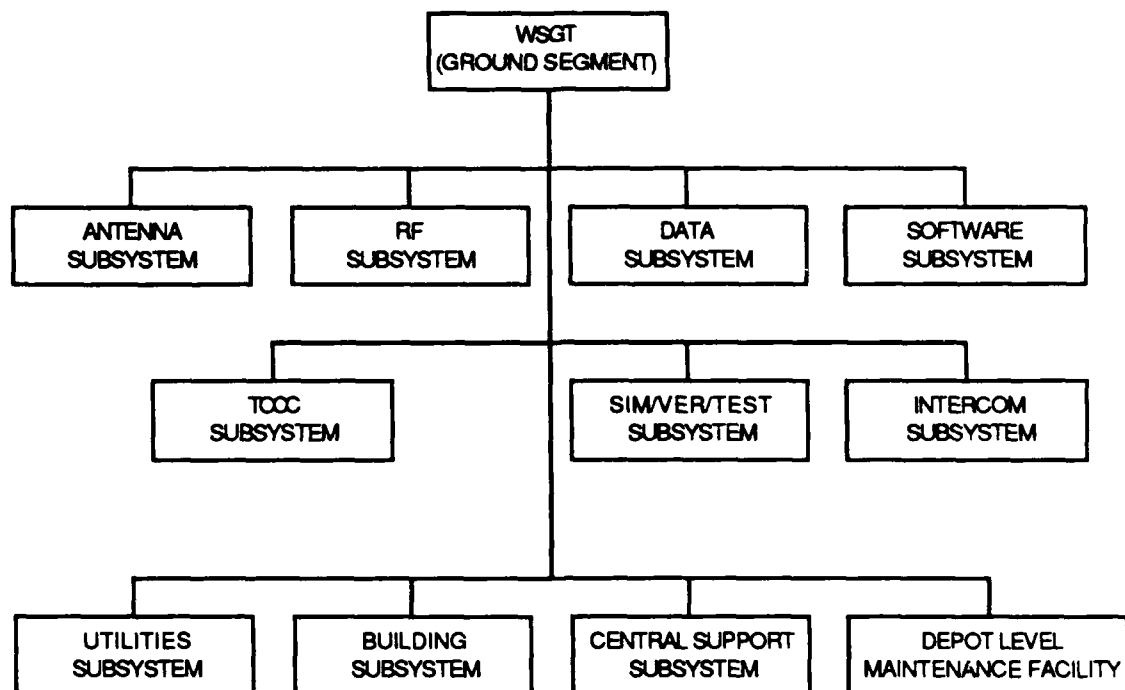 WSGT
(GROUND SEGMENT)
ANTENNA
SUBSYSTEM
RF
SUBSYSTEM
DATA
SUBSYSTEM
SOFTWARE
SUBSYSTEM
TOCC
SUBSYSTEM
SIM/VER/TEST
SUBSYSTEM
INTERCOM
SUBSYSTEM
UTILITIES
SUBSYSTEM
BUILDING
SUBSYSTEM
CENTRAL SUPPORT
SUBSYSTEM
DEPOT LEVEL
MAINTENANCE FACILITY